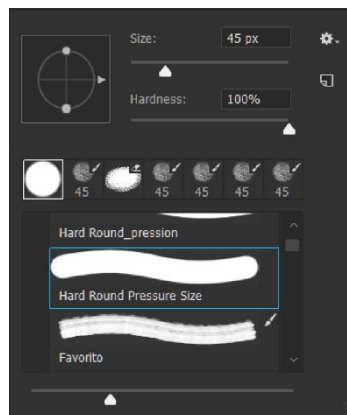 Size: 45 px
Hardness: 100%
45 45 45 45 45
Hard Round_pression
Hard Round Pressure Size
Favorito